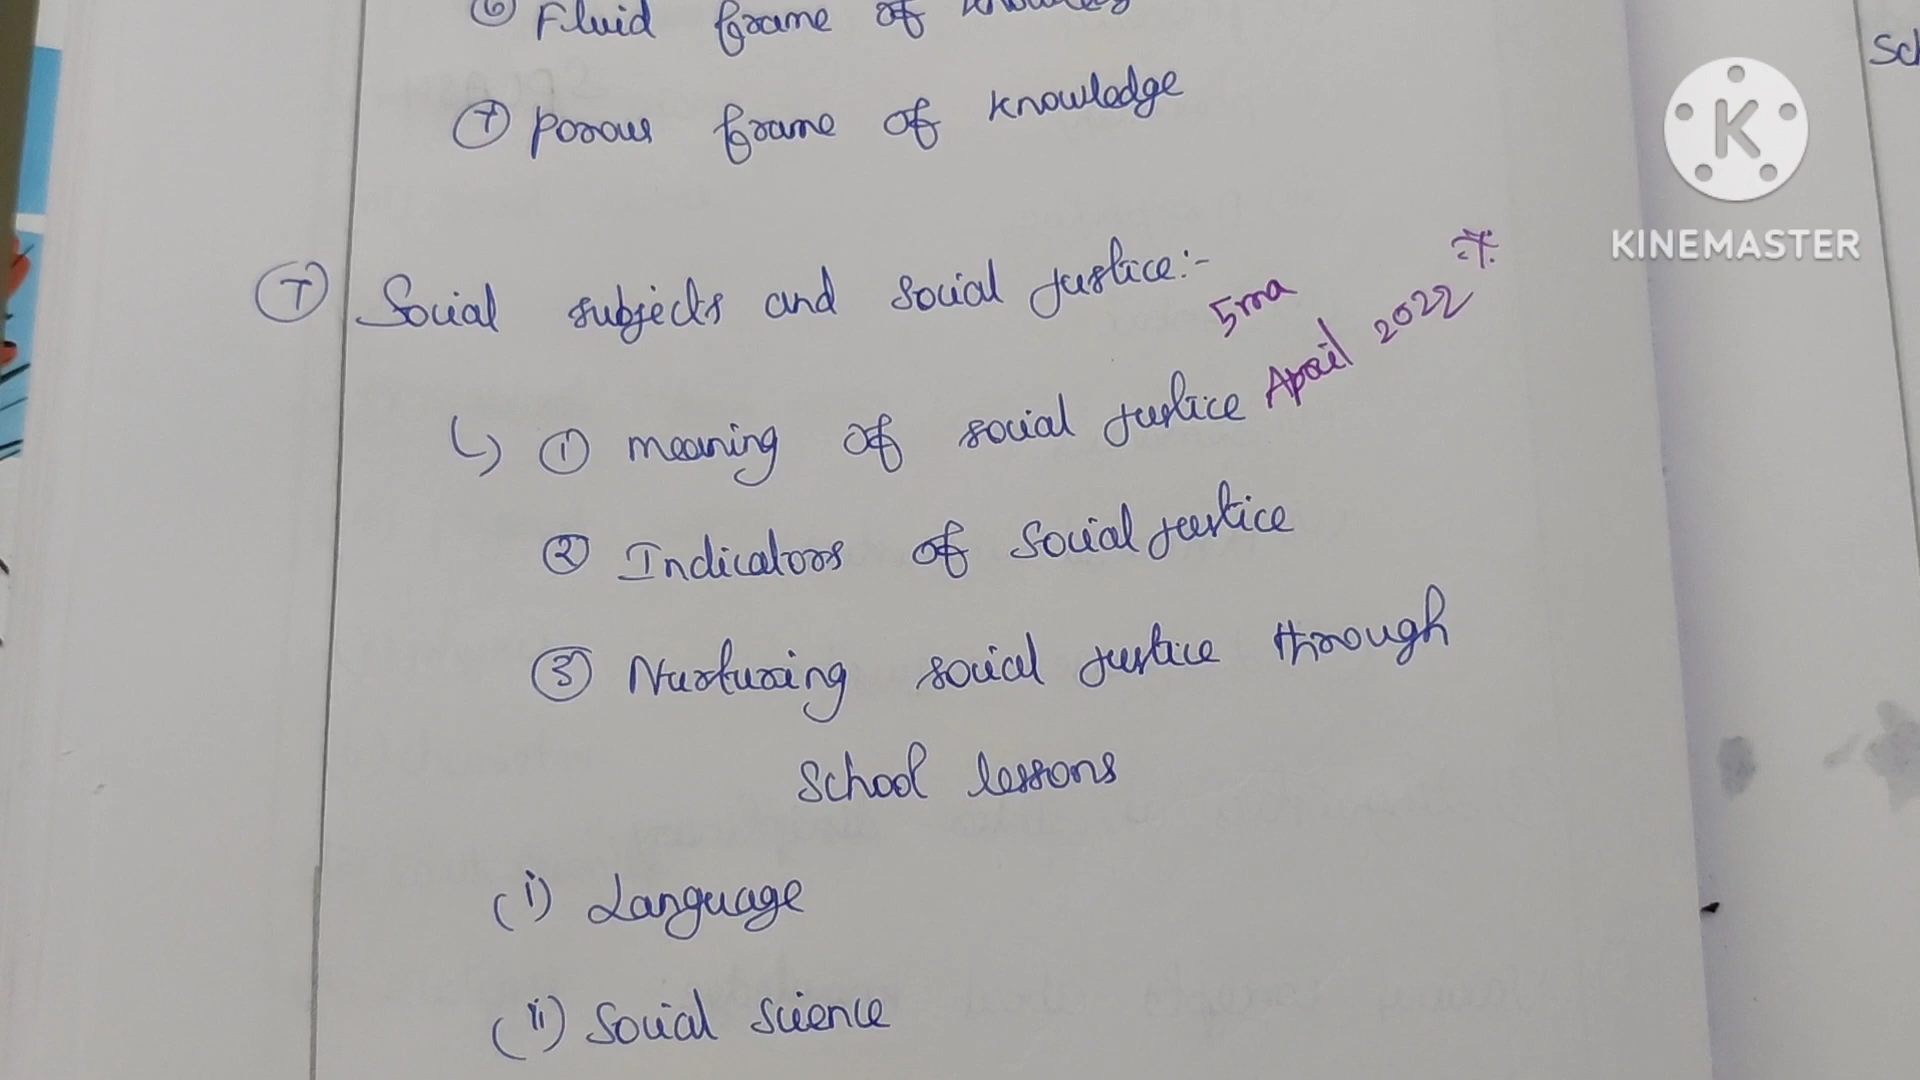 ⑥ Fluid frame of
⑦ porous frame of knowledge
⑦ Social subjects and social justice:-
5ma
① meaning of social justice April 2022
② Indicators of Social justice
③ Nurturing social justice through
School lessons
(i) Language
(ii) Social Science
Sch
KINEMASTER